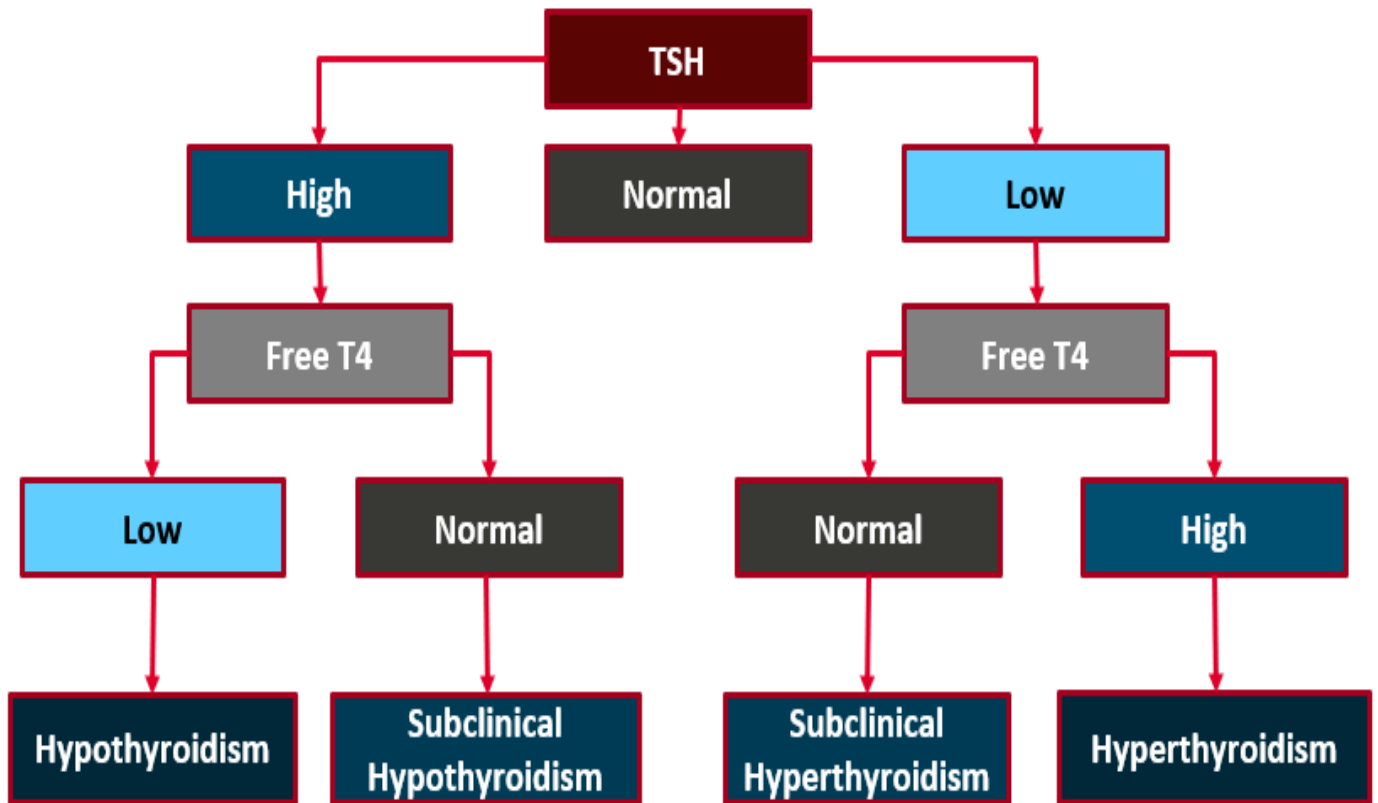 TSH
High
Normal
Low
Free T4
Free T4
Low
Normal
Normal
High
Hypothyroidism
Subclinical
Hypothyroidism
Subclinical
Hyperthyroidism
Hyperthyroidism